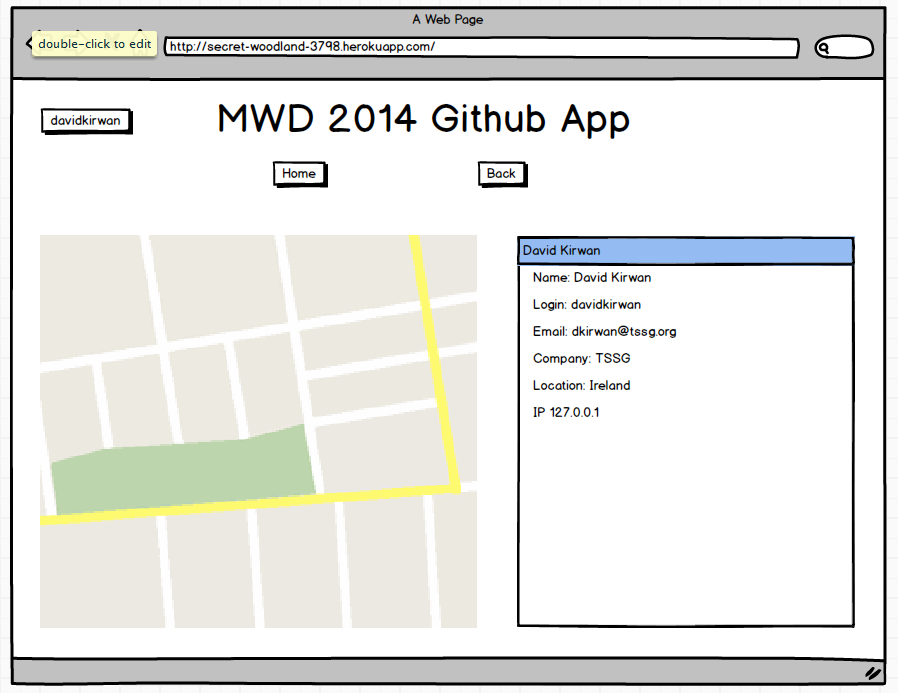 A Web Page
double-click to edit
http://secret-woodland-3798.herokuapp.com/
davidkirwan
MWD 2014 Github App
Home
Back
David Kirwan
Name: David Kirwan
Login: davidkirwan
Email: dkirwan@tssg.org
Company: TSSG
Location: Ireland
IP 127.0.0.1